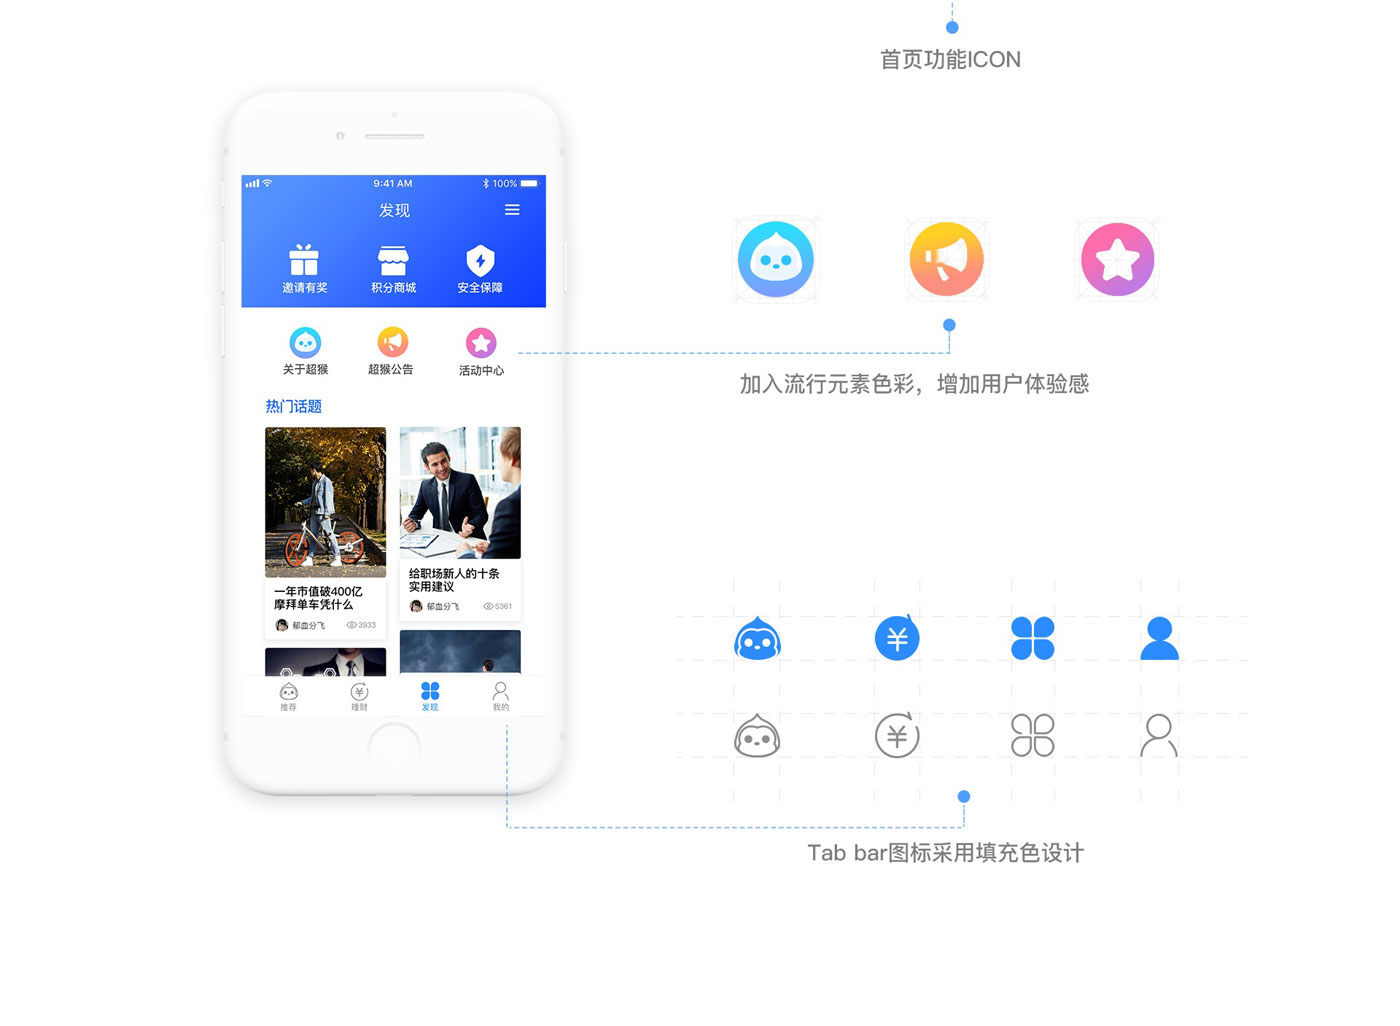 首页功能ICON
9:41 AM
100%
发现
邀请有奖
积分商城
安全保障
关于超猴
超猴公告
活动中心
加入流行元素色彩，增加用户体验感
热门话题
一年市值破400亿
摩拜单车凭什么
郁血分飞
3933
给职场新人的十条
实用建议
郁血分飞
5361
推荐
理财
发现
我的
Tab bar图标采用填充色设计